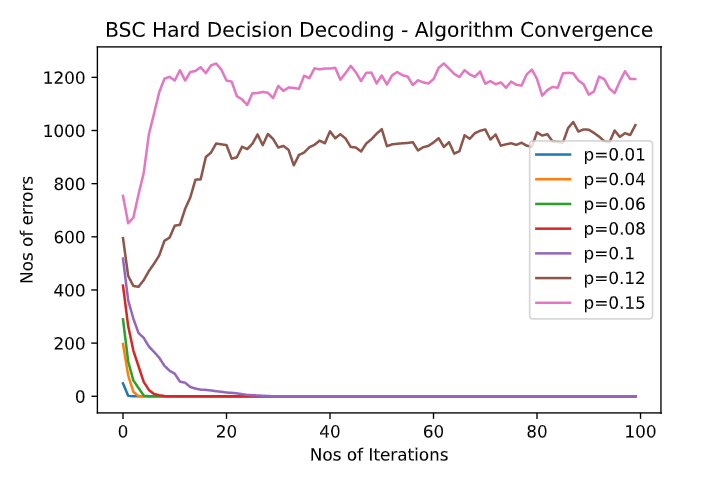 BSC Hard Decision Decoding - Algorithm Convergence
Nos of errors
1200
1000
800
600
400
200
0
p=0.01
p=0.04
p=0.06
p=0.08
p=0.1
p=0.12
p=0.15
0 20 40 60 80 100
Nos of Iterations